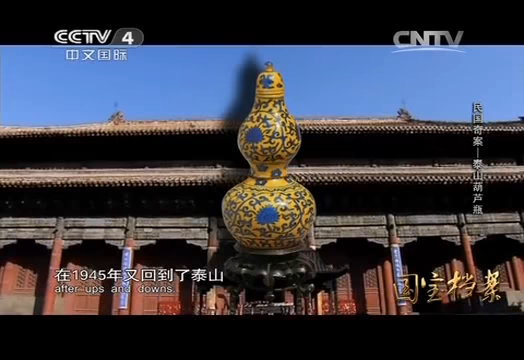 CCTV 4
中文国际
CNTV
民国奇案—泰山葫芦瓶
在1945年又回到了泰山
after ups and downs
国宝档案